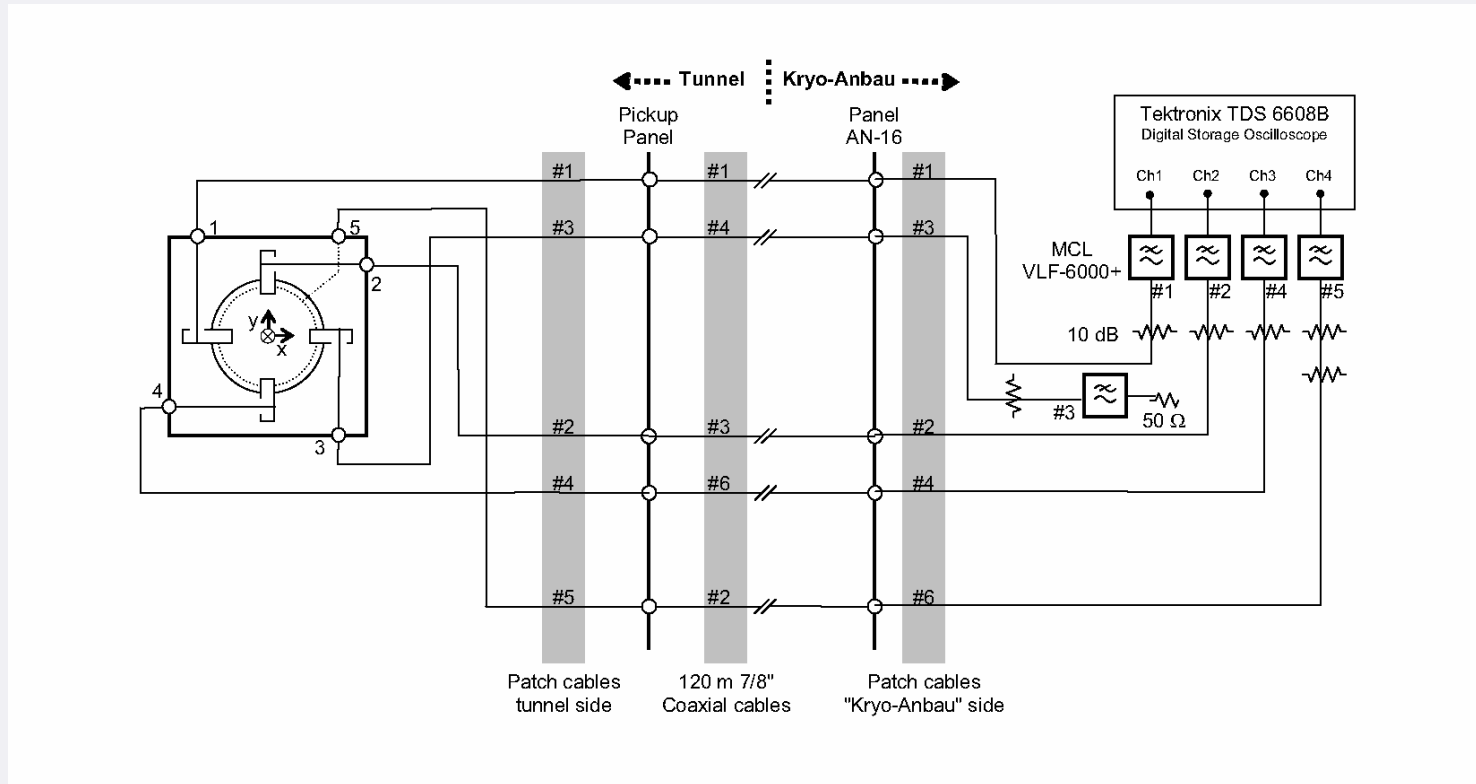 Tunnel
Kryo-Anbau
Pickup
Panel
Panel
AN-16
Tektronix TDS 6608B
Digital Storage Oscilloscope
Ch1 Ch2 Ch3 Ch4
#1 #1 #1
1 5
#3 #4 #3
2
MCL
VLF-6000+
#1 #2 #4 #5
y
x
10 dB
4
#3
50 Ω
3
#2 #3 #2
#4 #6 #4
#5 #2 #6
Patch cables
tunnel side
120 m 7/8"
Coaxial cables
Patch cables
"Kryo-Anbau" side